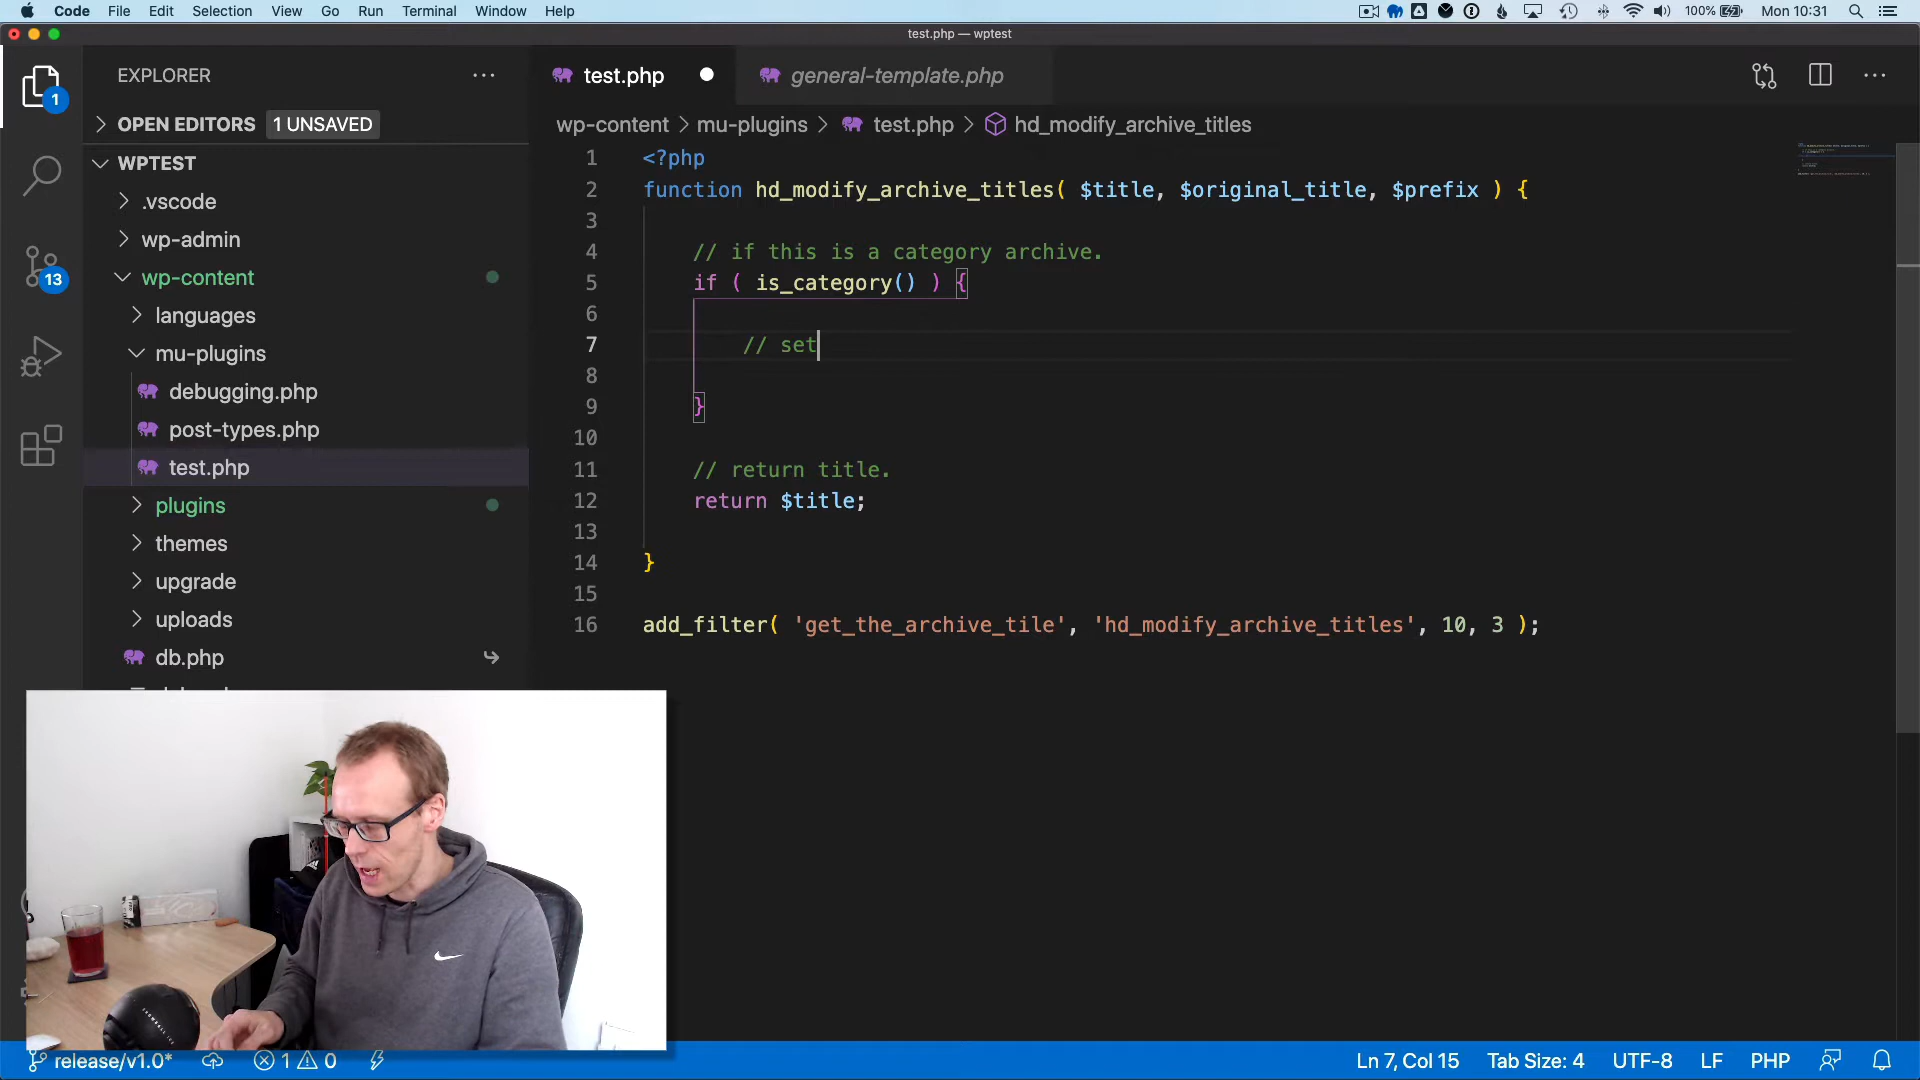 Code File Edit Selection View Go Run Terminal Window Help 100% Mon 10:31
test.php — wptest
EXPLORER
test.php
general-template.php
OPEN EDITORS 1 UNSAVED
wp-content > mu-plugins > test.php > hd_modify_archive_titles
WPTEST
.vscode
wp-admin
wp-content
languages
mu-plugins
debugging.php
post-types.php
test.php
plugins
themes
upgrade
uploads
db.php
1
13
1 <?php
2 function hd_modify_archive_titles( $title, $original_title, $prefix ) {
3
4 // if this is a category archive.
5 if ( is_category() ) {
6
7 // set
8
9 }
10
11 // return title.
12 return $title;
13
14 }
15
16 add_filter( 'get_the_archive_tile', 'hd_modify_archive_titles', 10, 3 );
release/v1.0* 1 0 Ln 7, Col 15 Tab Size: 4 UTF-8 LF PHP